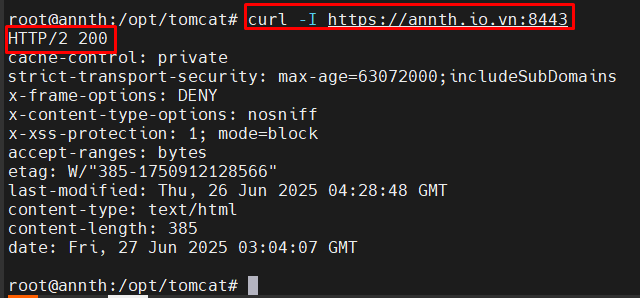 root@annth:/opt/tomcat# curl -I https://annth.io.vn:8443
HTTP/2 200
cache-control: private
strict-transport-security: max-age=63072000;includeSubDomains
x-frame-options: DENY
x-content-type-options: nosniff
x-xss-protection: 1; mode=block
accept-ranges: bytes
etag: W/"385-1750912128566"
last-modified: Thu, 26 Jun 2025 04:28:48 GMT
content-type: text/html
content-length: 385
date: Fri, 27 Jun 2025 03:04:07 GMT
root@annth:/opt/tomcat#